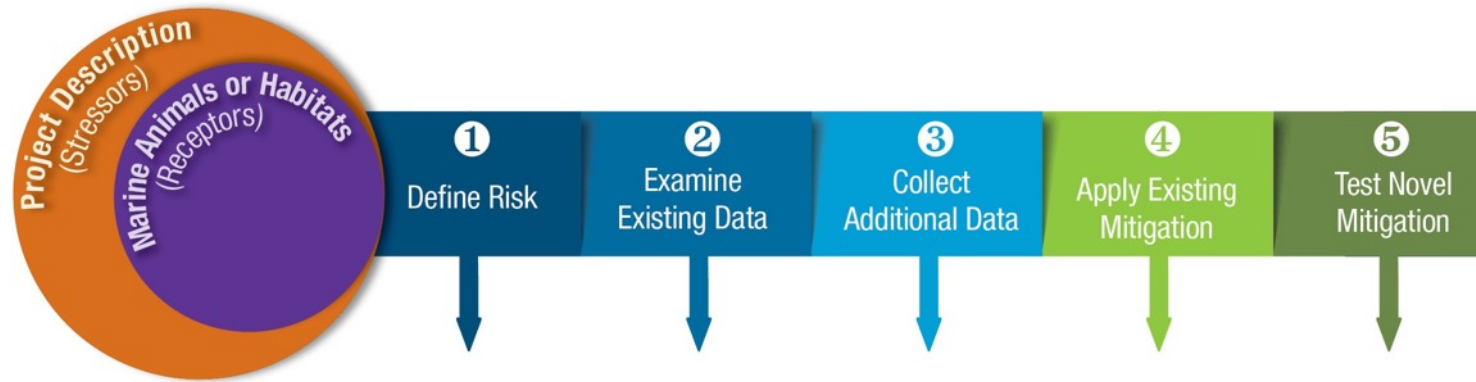 Project Description
(Stressors)
Marine Animals or Habitats
(Receptors)
1
Define Risk
2
Examine
Existing Data
3
Collect
Additional Data
4
Apply Existing
Mitigation
5
Test Novel
Mitigation